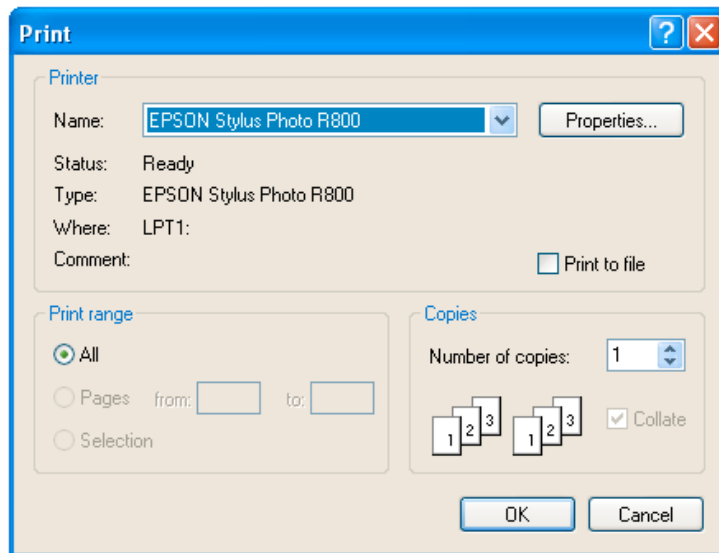 Print
Printer
Name: EPSON Stylus Photo R800 Properties...
Status: Ready
Type: EPSON Stylus Photo R800
Where: LPT1:
Comment: Print to file
Print range
All
Pages from: to:
Selection
Copies
Number of copies: 1
1 2 3 1 2 3 Collate
OK Cancel